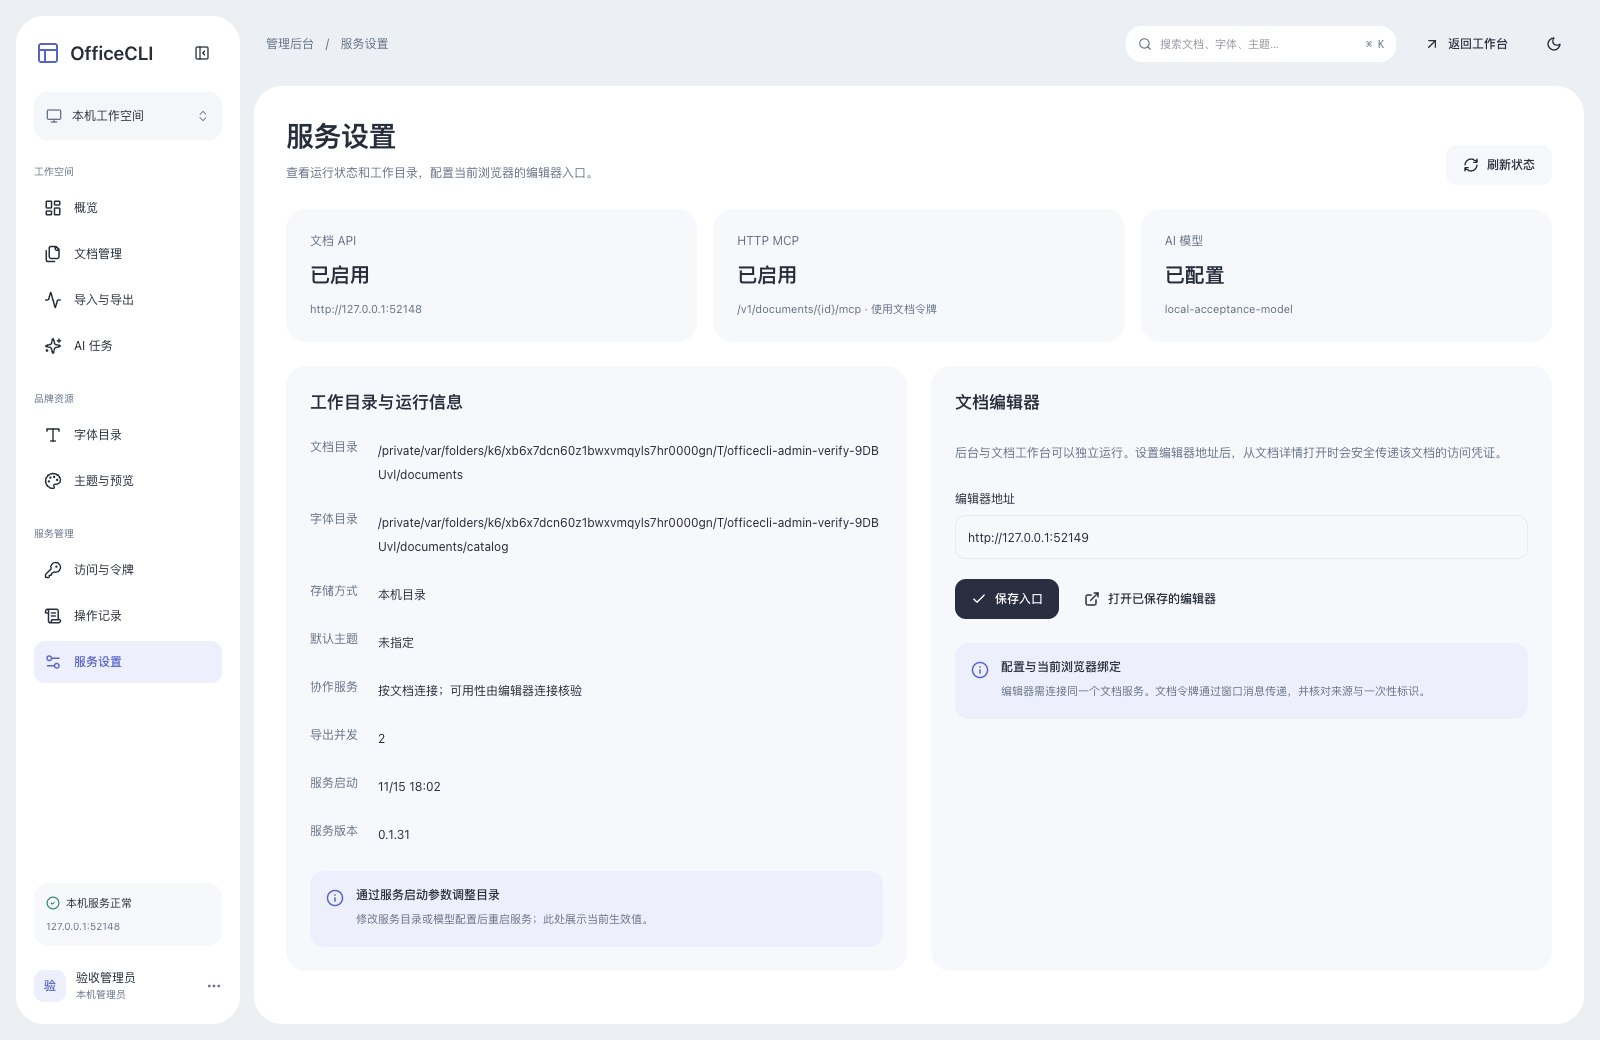 OfficeCLI
本机工作空间
工作空间
概览
文档管理
导入与导出
AI 任务
品牌资源
字体目录
主题与预览
服务管理
访问与令牌
操作记录
服务设置
本机服务正常
127.0.0.1:52148
验
验收管理员
本机管理员
管理后台 / 服务设置
搜索文档、字体、主题...
⌘ K
返回工作台
服务设置
查看运行状态和工作目录，配置当前浏览器的编辑器入口。
刷新状态
文档 API
已启用
http://127.0.0.1:52148
HTTP MCP
已启用
/v1/documents/{id}/mcp · 使用文档令牌
AI 模型
已配置
local-acceptance-model
工作目录与运行信息
文档目录 /private/var/folders/k6/xb6x7dcn60z1bwxvmqyls7hr0000gn/T/officecli-admin-verify-9DB
Uvl/documents
字体目录 /private/var/folders/k6/xb6x7dcn60z1bwxvmqyls7hr0000gn/T/officecli-admin-verify-9DB
Uvl/documents/catalog
存储方式 本机目录
默认主题 未指定
协作服务 按文档连接；可用性由编辑器连接核验
导出并发 2
服务启动 11/15 18:02
服务版本 0.1.31
通过服务启动参数调整目录
修改服务目录或模型配置后重启服务；此处展示当前生效值。
文档编辑器
后台与文档工作台可以独立运行。设置编辑器地址后，从文档详情打开时会安全传递该文档的访问凭证。
编辑器地址
http://127.0.0.1:52149
保存入口
打开已保存的编辑器
配置与当前浏览器绑定
编辑器需连接同一个文档服务。文档令牌通过窗口消息传递，并核对来源与一次性标识。